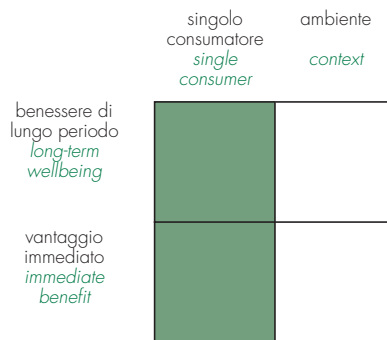 singolo
consumatore
single
consumer
ambiente
context
benessere di
lungo periodo
long-term
wellbeing
vantaggio
immediato
immediate
benefit